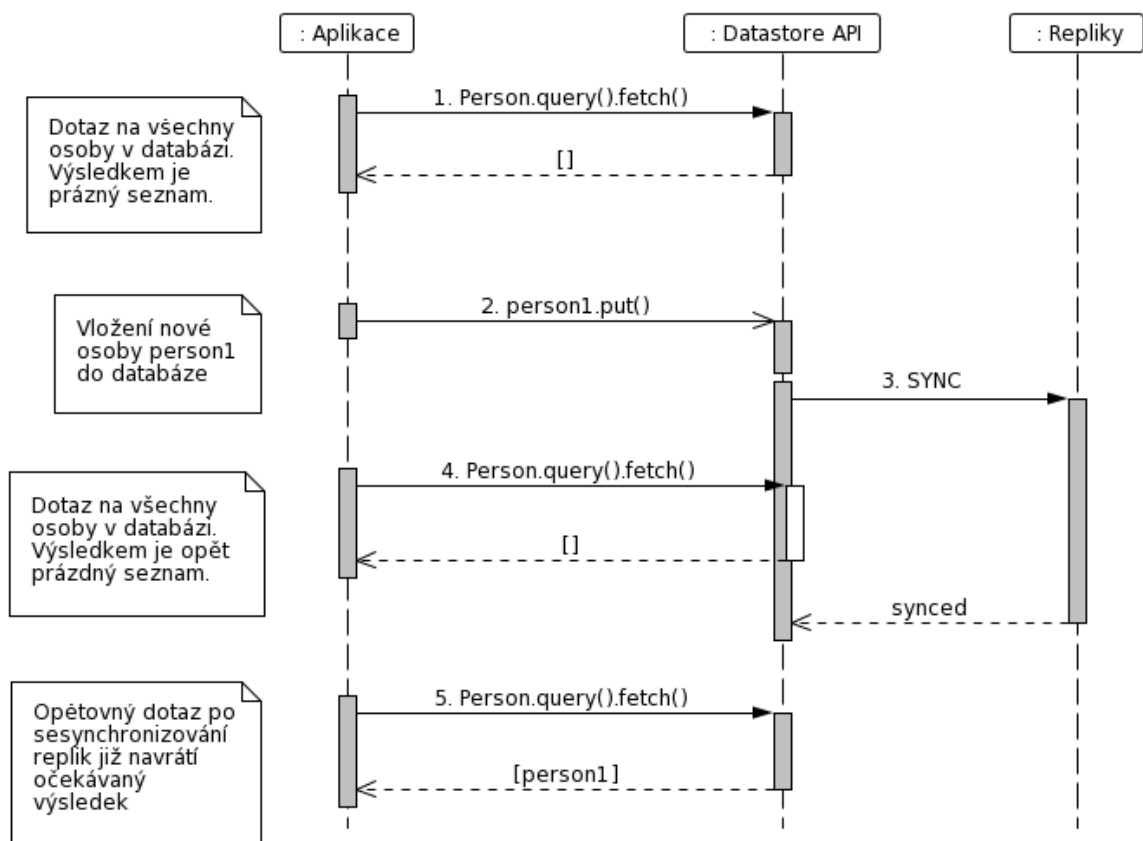 : Aplikace
: Datastore API
: Repliky
1. Person.query().fetch()
Dotaz na všechny
osoby v databázi.
Výsledkem je
prázný seznam.
[]
2. person1.put()
Vložení nové
osoby person1
do databáze
3. SYNC
4. Person.query().fetch()
Dotaz na všechny
osoby v databázi.
Výsledkem je opět
prázdný seznam.
[]
synced
5. Person.query().fetch()
Opětovný dotaz po
sesynchronizování
replik již navrátí
očekávaný
výsledek
[person1]